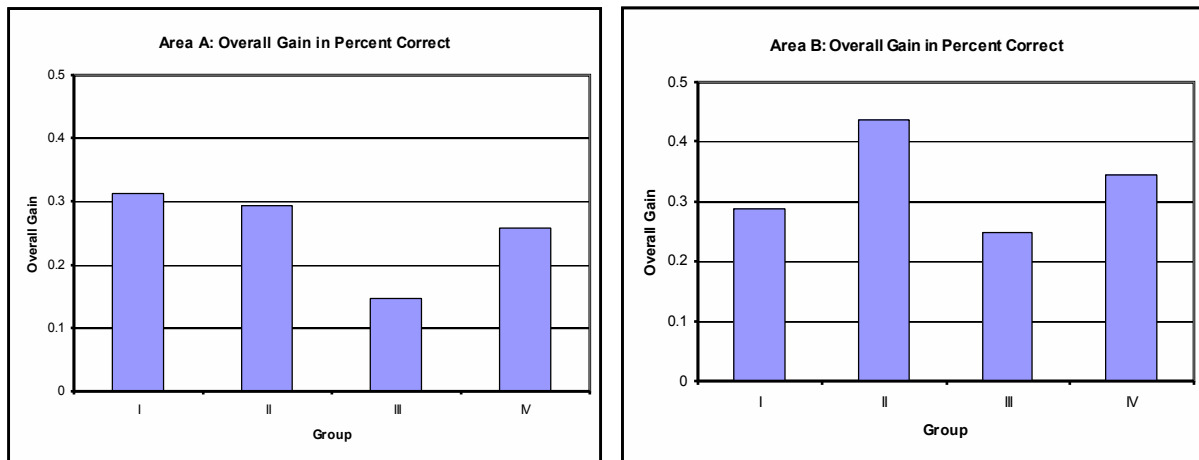 Area A: Overall Gain in Percent Correct
0.5
0.4
0.3
0.2
0.1
0
Overall Gain
I II III IV
Group
Area B: Overall Gain in Percent Correct
0.5
0.4
0.3
0.2
0.1
0
Overall Gain
I II III IV
Group